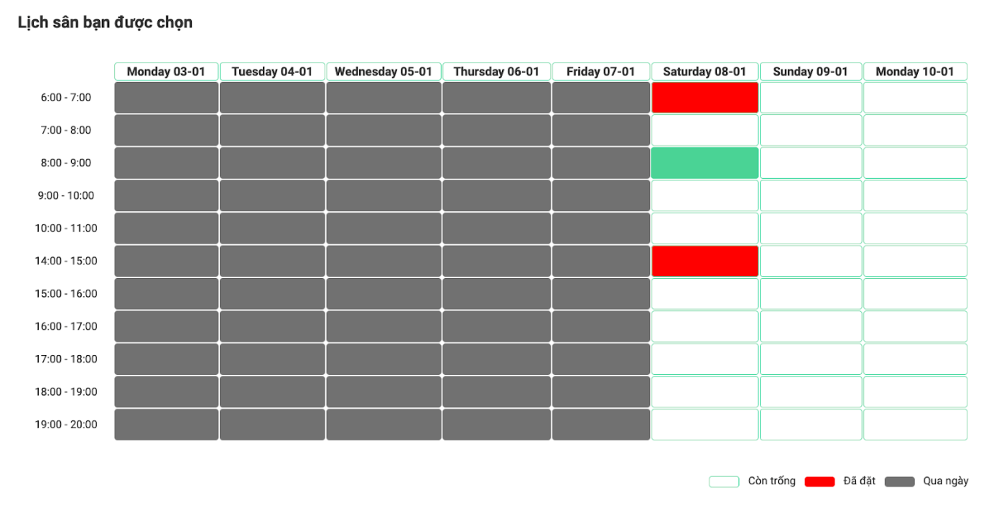 Lịch sân bạn được chọn
Monday 03-01 Tuesday 04-01 Wednesday 05-01 Thursday 06-01 Friday 07-01 Saturday 08-01 Sunday 09-01 Monday 10-01
6:00 - 7:00
7:00 - 8:00
8:00 - 9:00
9:00 - 10:00
10:00 - 11:00
14:00 - 15:00
15:00 - 16:00
16:00 - 17:00
17:00 - 18:00
18:00 - 19:00
19:00 - 20:00
Còn trống Đã đặt Qua ngày